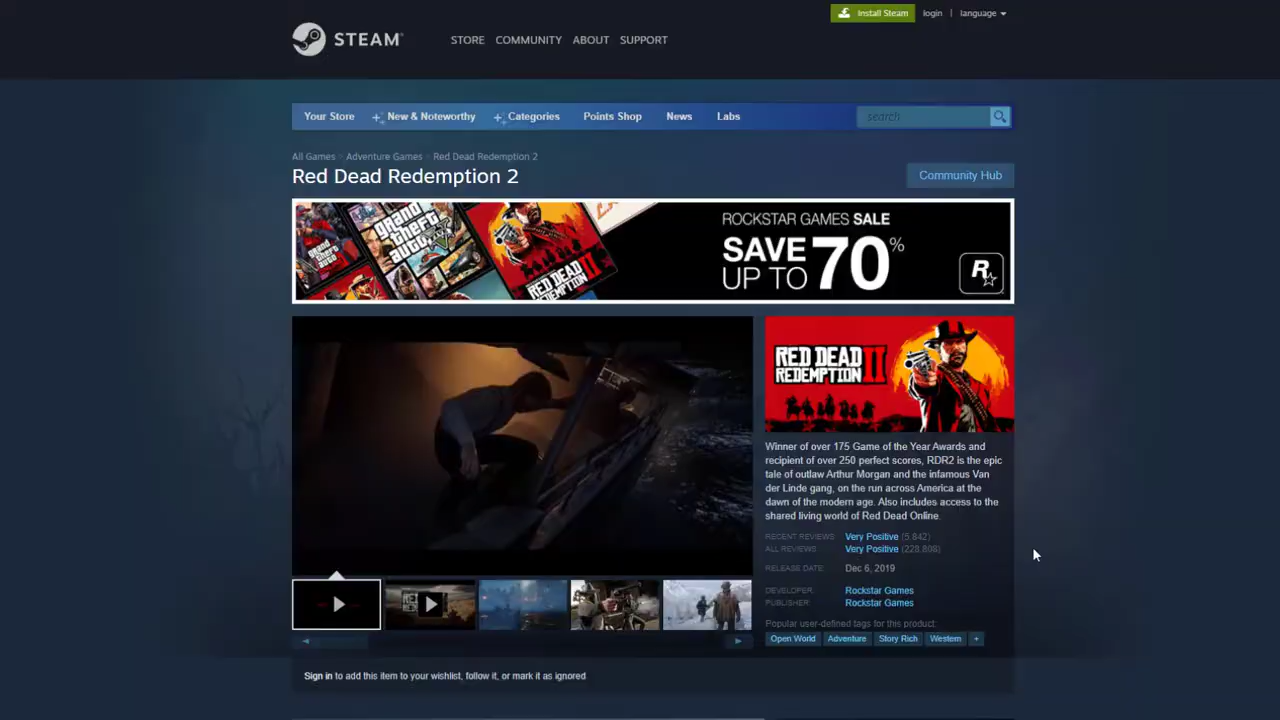 Install Steam
login | language
STEAM
STORE COMMUNITY ABOUT SUPPORT
Your Store New & Noteworthy Categories Points Shop News Labs
search
All Games > Adventure Games > Red Dead Redemption 2
Red Dead Redemption 2
Community Hub
ROCKSTAR GAMES SALE
SAVE
UP TO 70%
grand theft auto V
RED DEAD REDEMPTION II
R
RED DEAD
REDEMPTION II
Winner of over 175 Game of the Year Awards and
recipient of over 250 perfect scores, RDR2 is the epic
tale of outlaw Arthur Morgan and the infamous Van
der Linde gang, on the run across America at the
dawn of the modern age. Also includes access to the
shared living world of Red Dead Online.
RECENT REVIEWS: Very Positive (5,842)
ALL REVIEWS: Very Positive (228,808)
RELEASE DATE: Dec 6, 2019
DEVELOPER: Rockstar Games
PUBLISHER: Rockstar Games
Popular user-defined tags for this product:
Open World Adventure Story Rich Western +
Sign in to add this item to your wishlist, follow it, or mark it as ignored